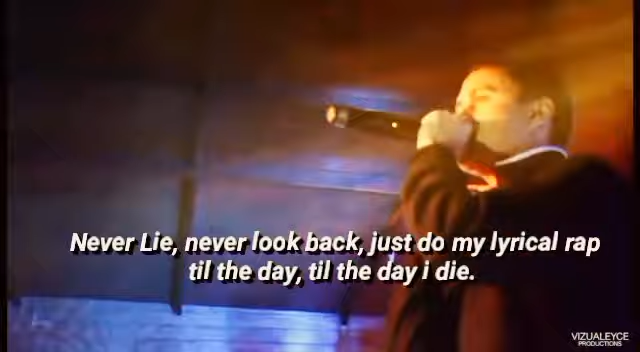 Never Lie, never look back, just do my lyrical rap
til the day, til the day i die.
VIZUALEYCE
PRODUCTIONS